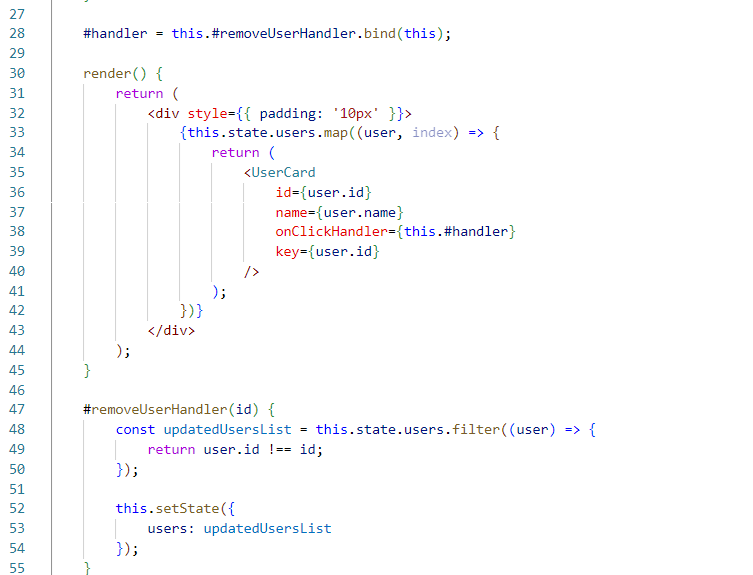 27
28 #handler = this.#removeUserHandler.bind(this);
29
30 render() {
31 return (
32 <div style={{ padding: '10px' }}>
33 {this.state.users.map((user, index) => {
34 return (
35 <UserCard
36 id={user.id}
37 name={user.name}
38 onClickHandler={this.#handler}
39 key={user.id}
40 />
41 );
42 })}
43 </div>
44 );
45 }
46
47 #removeUserHandler(id) {
48 const updatedUsersList = this.state.users.filter((user) => {
49 return user.id !== id;
50 });
51
52 this.setState({
53 users: updatedUsersList
54 });
55 }